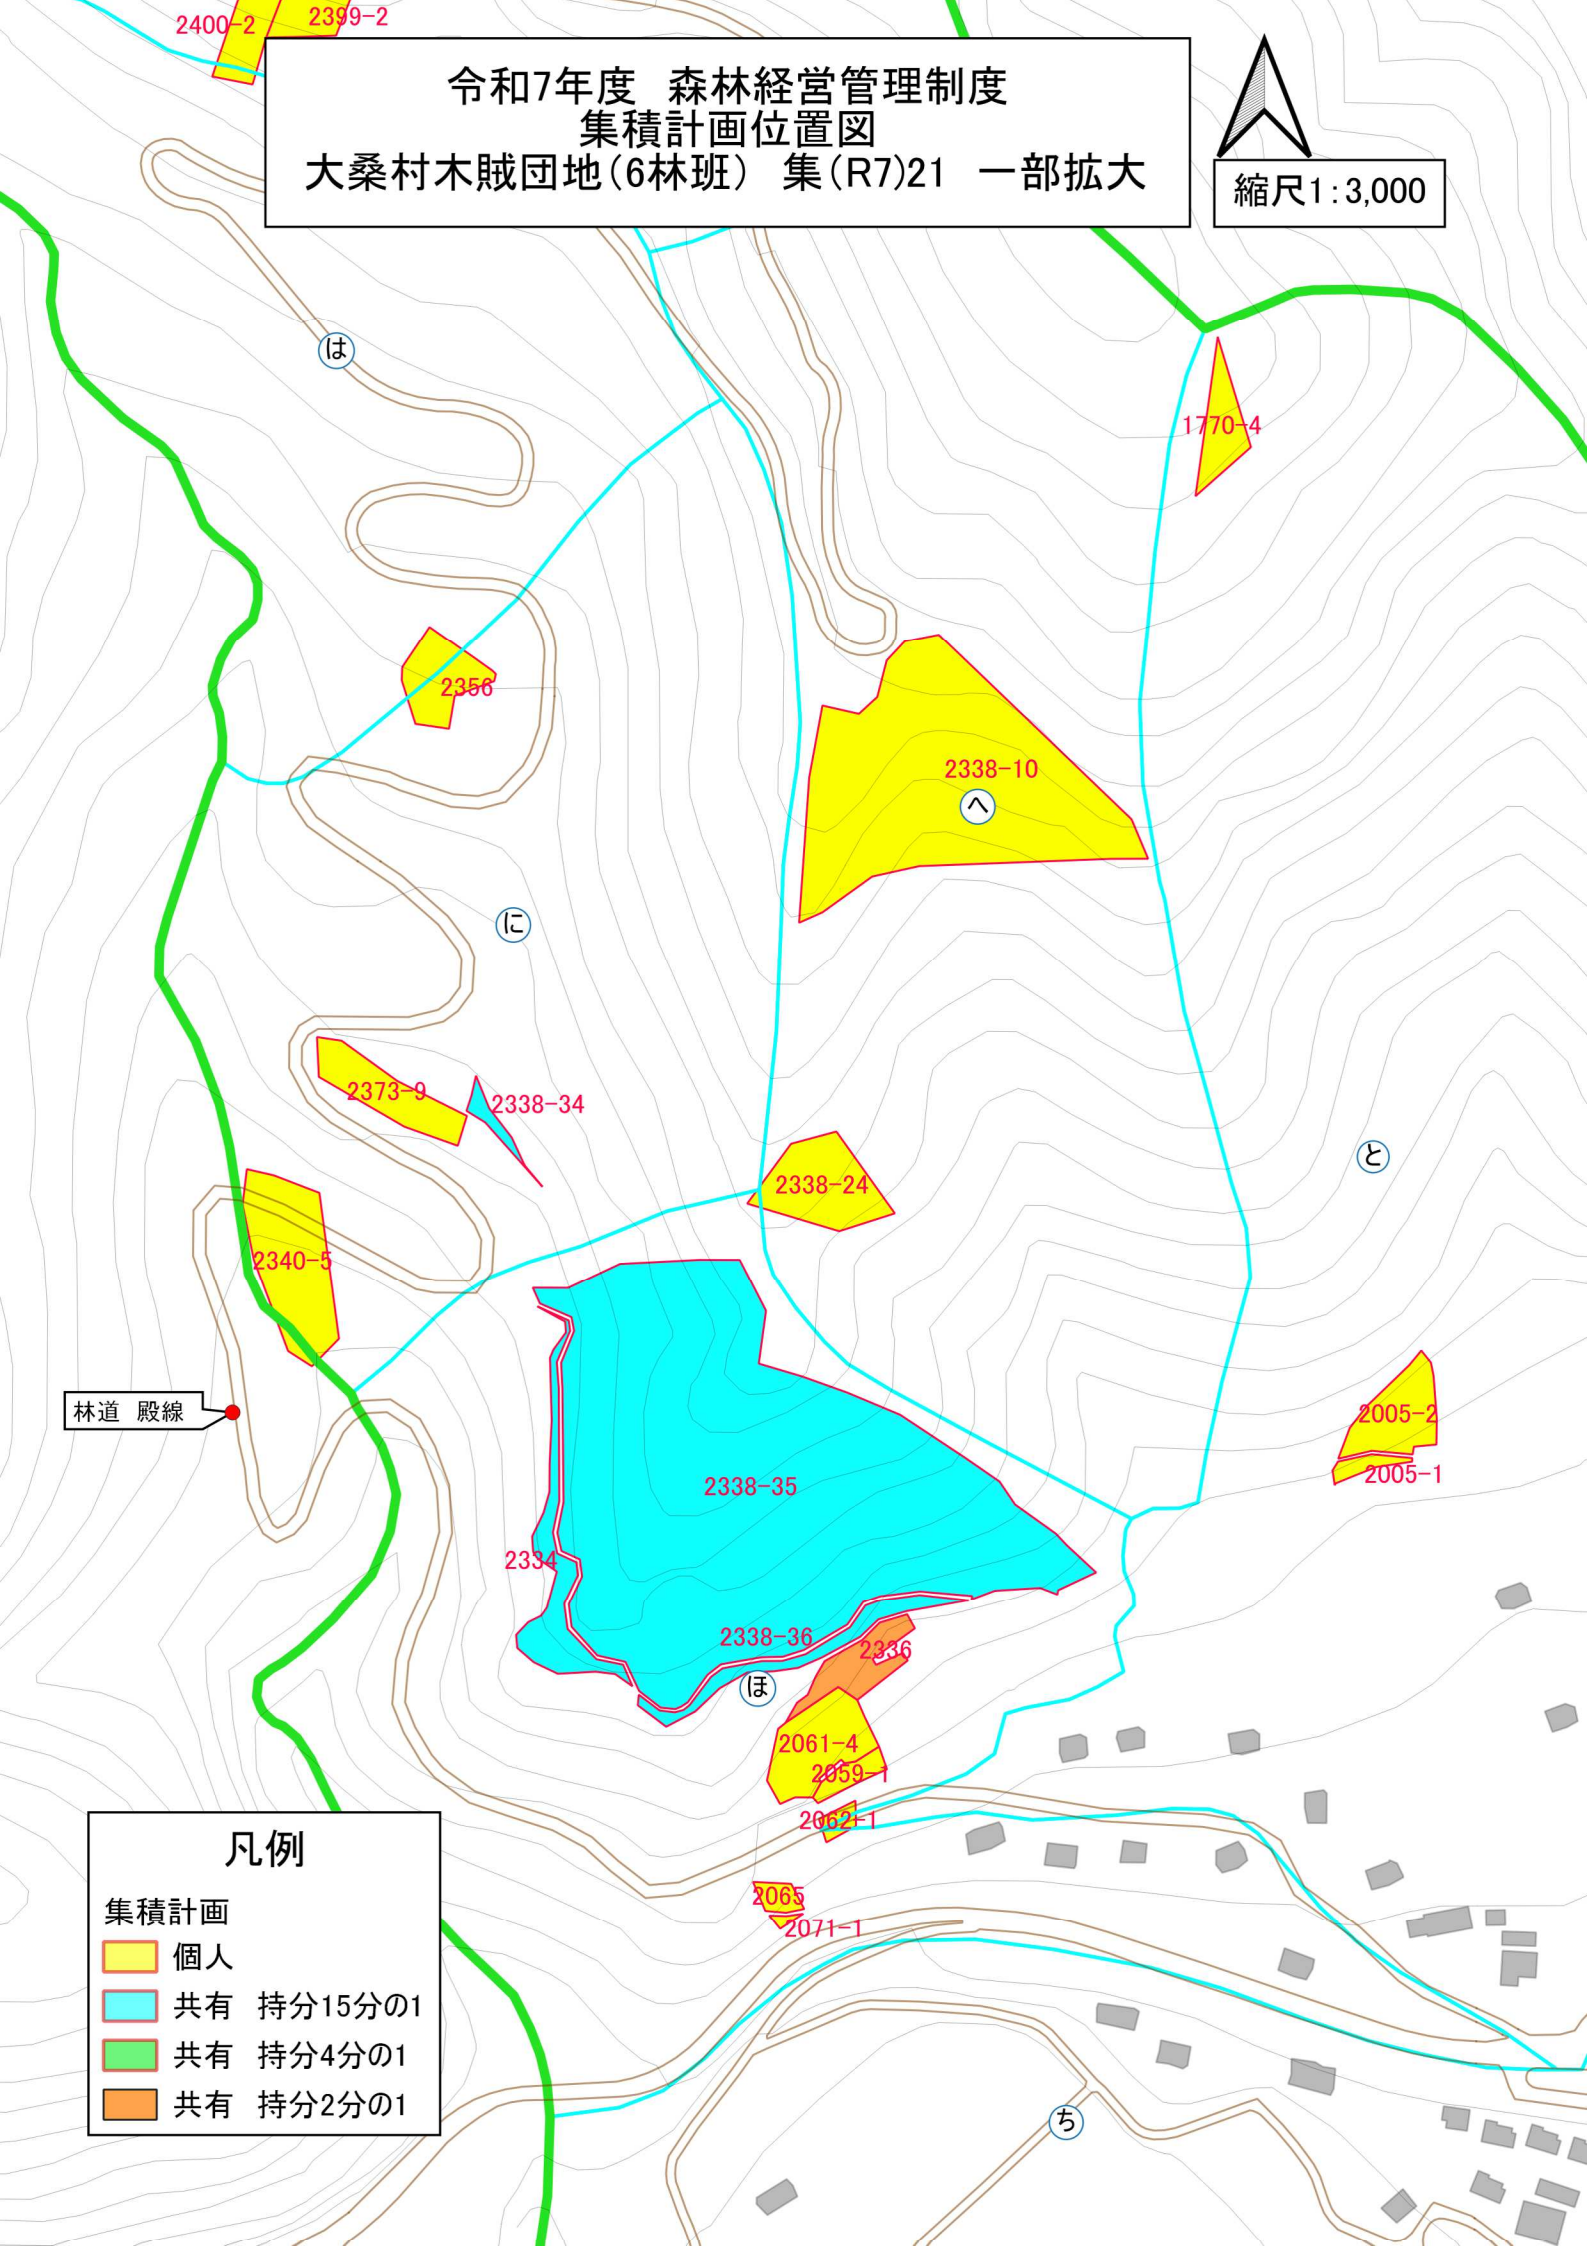 2400-2
2399-2
令和7年度 森林経営管理制度
集積計画位置図
大桑村木賊団地(6林班) 集(R7)21 一部拡大
縮尺1:3,000
は
1770-4
2356
2338-10
へ
に
2373-9
2338-34
と
2338-24
2340-5
林道 殿線
2005-2
2005-1
2338-35
2334
2338-36
2336
ほ
2061-4
2059-1
2062-1
2065
2071-1
凡例
集積計画
個人
共有 持分15分の1
共有 持分4分の1
共有 持分2分の1
ち